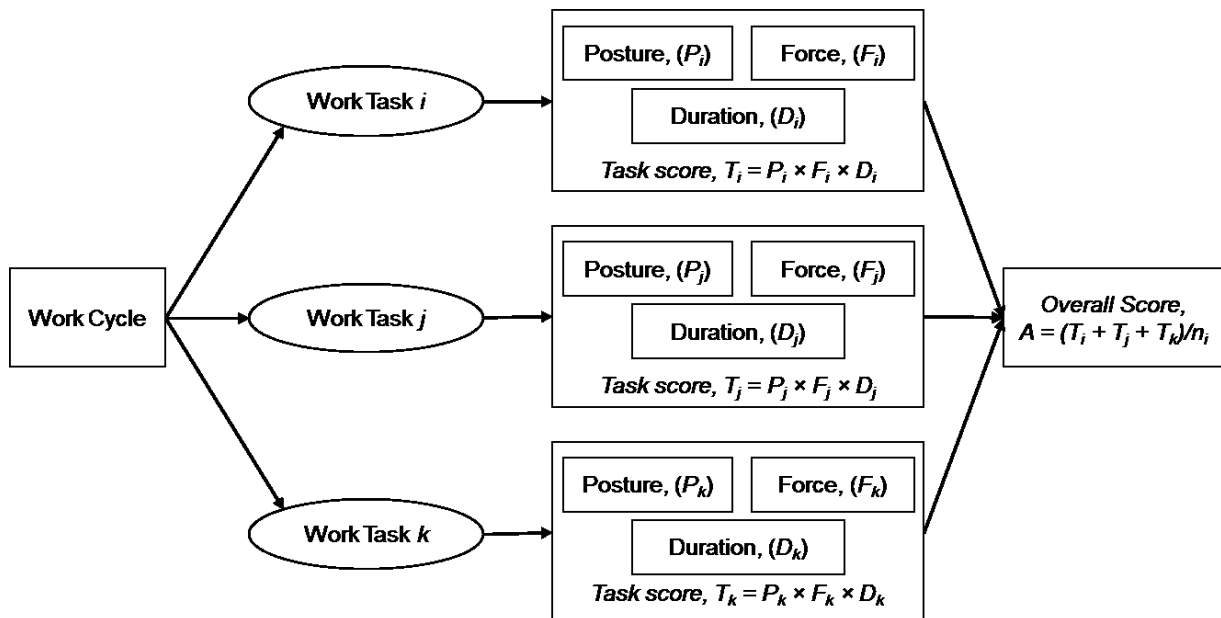 Work Cycle
Work Task i
Posture, (Pᵢ)
Force, (Fᵢ)
Duration, (Dᵢ)
Task score, Tᵢ = Pᵢ × Fᵢ × Dᵢ
Work Task j
Posture, (Pⱼ)
Force, (Fⱼ)
Duration, (Dⱼ)
Task score, Tⱼ = Pⱼ × Fⱼ × Dⱼ
Work Task k
Posture, (Pₖ)
Force, (Fₖ)
Duration, (Dₖ)
Task score, Tₖ = Pₖ × Fₖ × Dₖ
Overall Score,
A = (Tᵢ + Tⱼ + Tₖ)/nᵢ